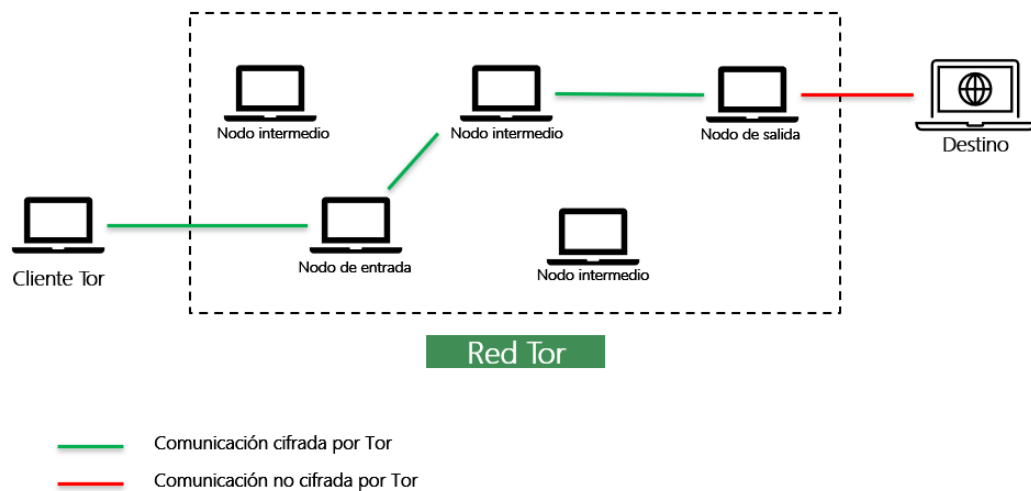 Nodo intermedio
Nodo intermedio
Nodo de salida
Destino
Cliente Tor
Nodo de entrada
Nodo intermedio
Red Tor
Comunicación cifrada por Tor
Comunicación no cifrada por Tor